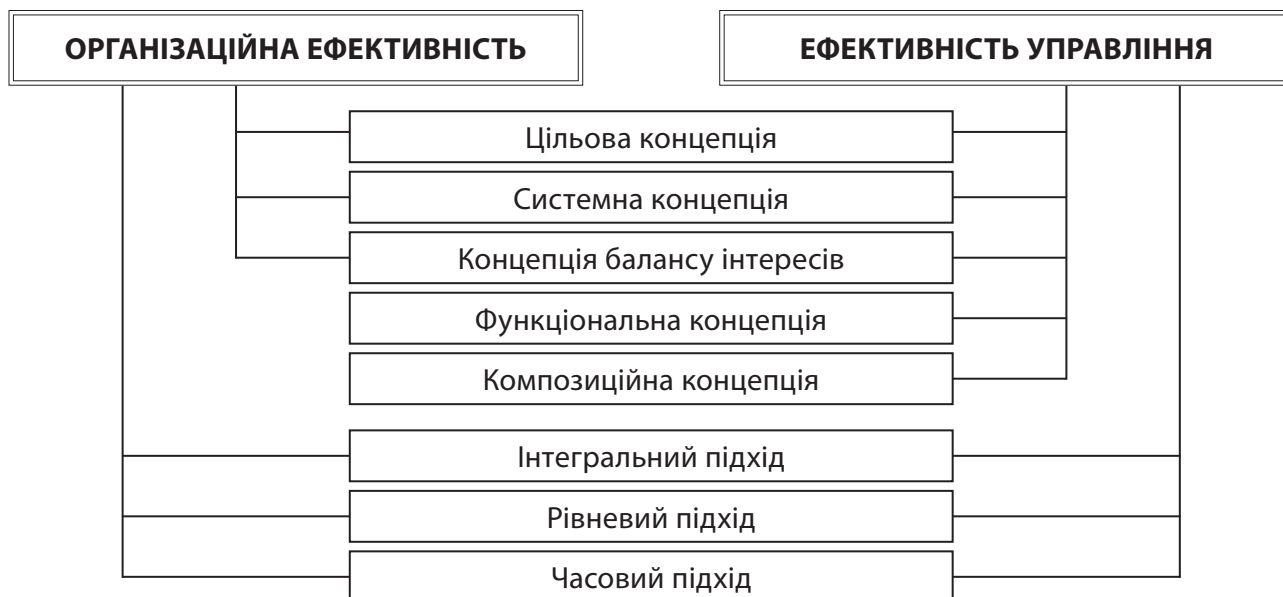 ОРГАНІЗАЦІЙНА ЕФЕКТИВНІСТЬ
ЕФЕКТИВНІСТЬ УПРАВЛІННЯ
Цільова концепція
Системна концепція
Концепція балансу інтересів
Функціональна концепція
Композиційна концепція
Інтегральний підхід
Рівневий підхід
Часовий підхід